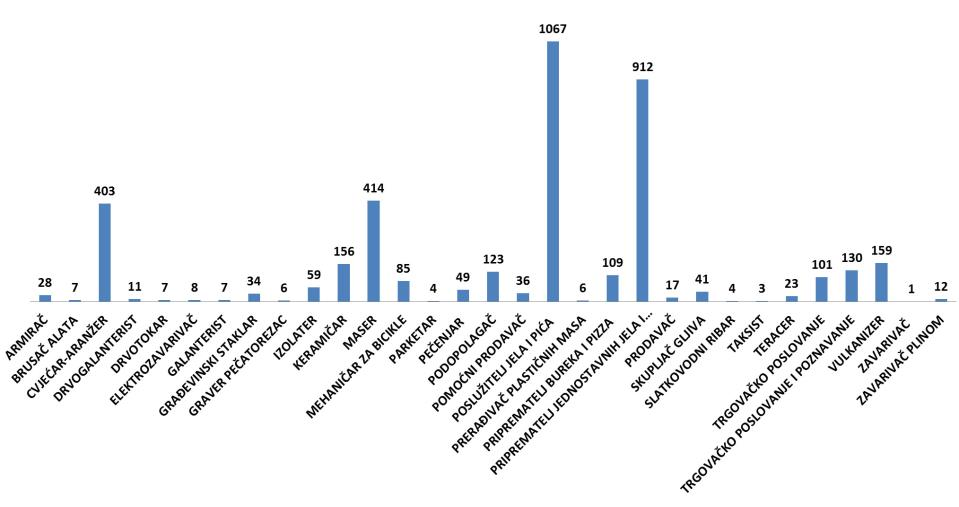 28
7
403
11
7
8
7
34
6
59
156
414
85
4
49
123
36
1067
6
109
912
17
41
4
3
23
101
130
159
1
12
ARMIRAČ
BRUSAČ ALATA
CVJEĆAR-ARANŽER
DRVOGALANTERIST
DRVOTOKAR
ELEKTROZAVARIVAČ
GALANTERIST
GRAĐEVINSKI STAKLAR
GRAVER PEČATOREZAC
IZOLATER
KERAMIČAR
MASER
MEHANIČAR ZA BICIKLE
PARKETAR
PEĆENJAR
PODOPOLAGAČ
POMOĆNI PRODAVAČ
POSLUŽITELJ JELA I PIĆA
PRERAĐIVAČ PLASTIČNIH MASA
PRIPREMATELJ BUREKA I PIZZA
PRIPREMATELJ JEDNOSTAVNIH JELA I...
PRODAVAČ
SKUPLJAČ GLJIVA
SLATKOVODNI RIBAR
TAKSIST
TERACER
TRGOVAČKO POSLOVANJE
TRGOVAČKO POSLOVANJE I POZNAVANJE
VULKANIZER
ZAVARIVAČ
ZAVARIVAČ PLINOM